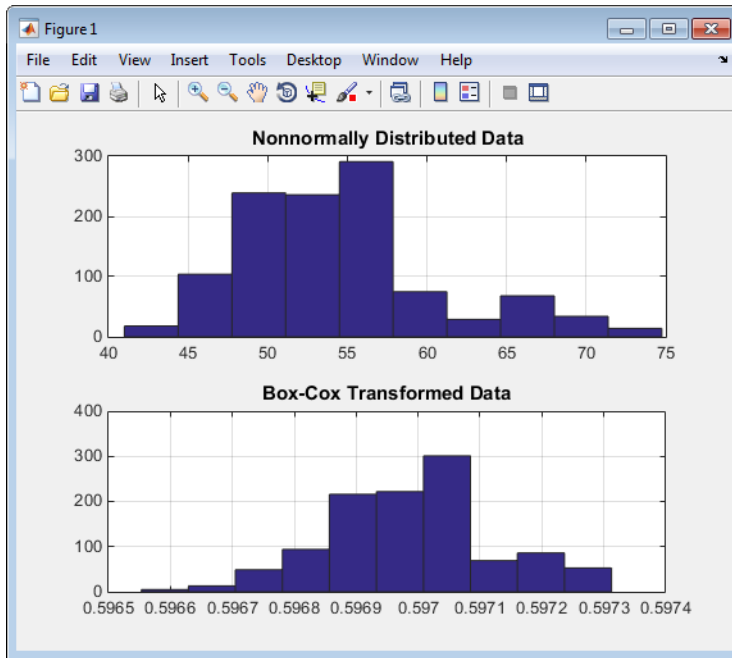 Figure 1
File Edit View Insert Tools Desktop Window Help
Nonnormally Distributed Data
300
200
100
0
40 45 50 55 60 65 70 75
Box-Cox Transformed Data
400
300
200
100
0
0.5965 0.5966 0.5967 0.5968 0.5969 0.597 0.5971 0.5972 0.5973 0.5974